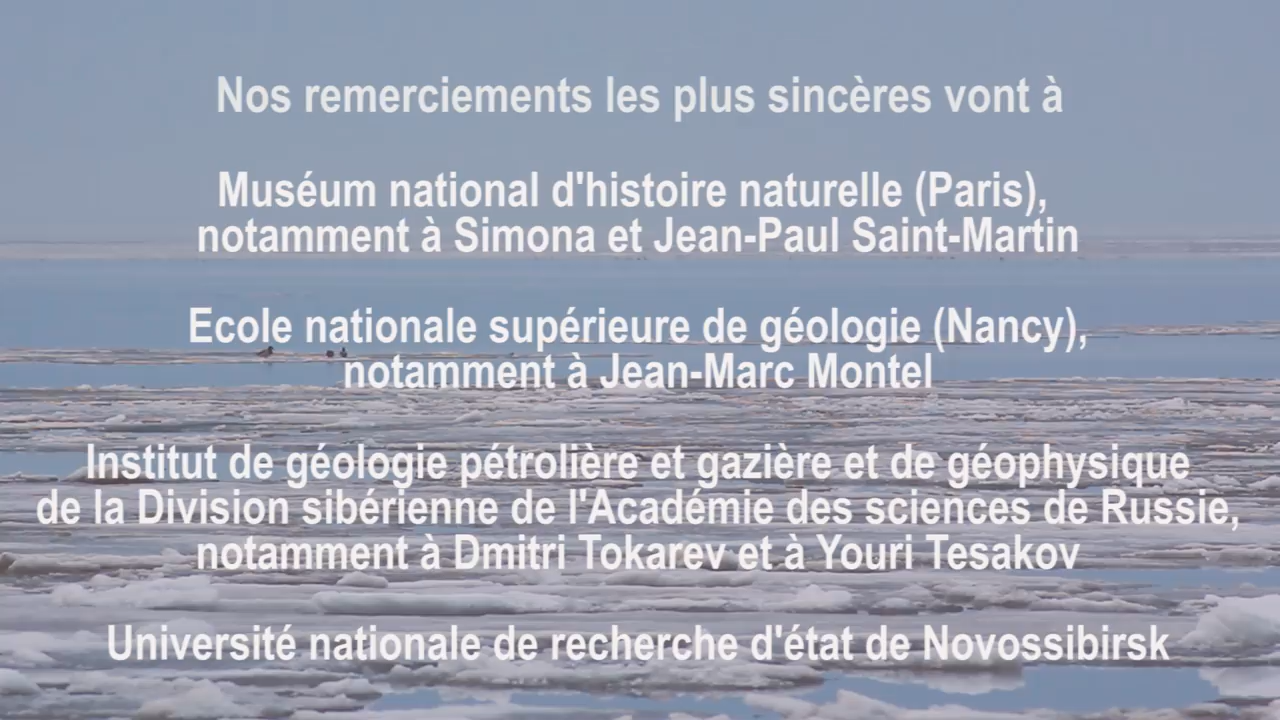 Nos remerciements les plus sincères vont à
Muséum national d'histoire naturelle (Paris),
notamment à Simona et Jean-Paul Saint-Martin
Ecole nationale supérieure de géologie (Nancy),
notamment à Jean-Marc Montel
Institut de géologie pétrolière et gazière et de géophysique
de la Division sibérienne de l'Académie des sciences de Russie,
notamment à Dmitri Tokarev et à Youri Tesakov
Université nationale de recherche d'état de Novossibirsk